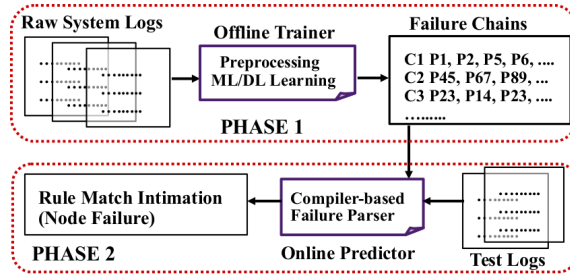 Raw System Logs
Offline Trainer
Failure Chains
Preprocessing
ML/DL Learning
C1 P1, P2, P5, P6, ....
C2 P45, P67, P89, ...
C3 P23, P14, P23, ....
.........
PHASE 1
Rule Match Intimation
(Node Failure)
Compiler-based
Failure Parser
PHASE 2
Online Predictor
Test Logs